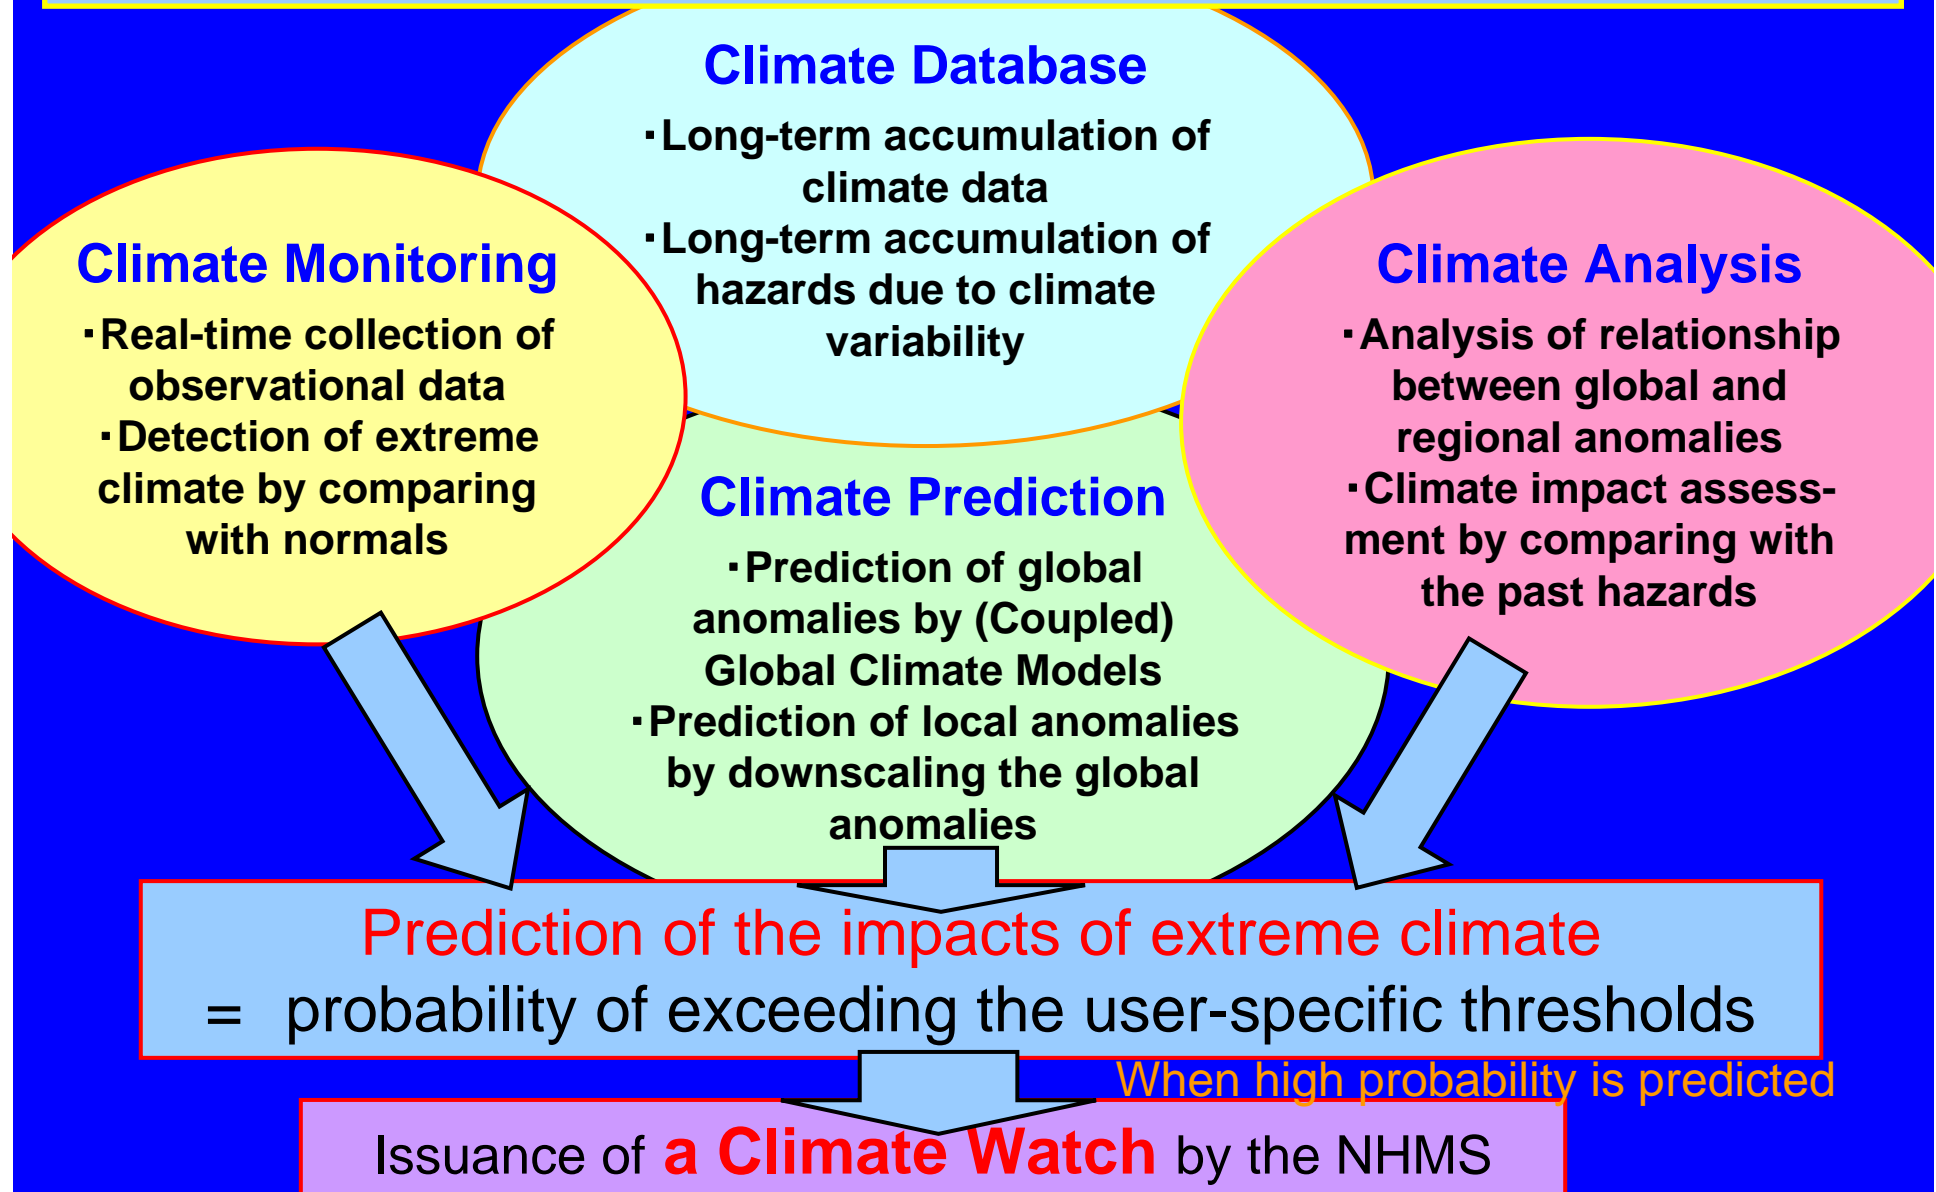 Climate Database
・Long-term accumulation of
climate data
・Long-term accumulation of
hazards due to climate
variability
Climate Monitoring
・Real-time collection of
observational data
・Detection of extreme
climate by comparing
with normals
Climate Analysis
・Analysis of relationship
between global and
regional anomalies
・Climate impact assess-
ment by comparing with
the past hazards
Climate Prediction
・Prediction of global
anomalies by (Coupled)
Global Climate Models
・Prediction of local anomalies
by downscaling the global
anomalies
Prediction of the impacts of extreme climate
= probability of exceeding the user-specific thresholds
When high probability is predicted
Issuance of a Climate Watch by the NHMS